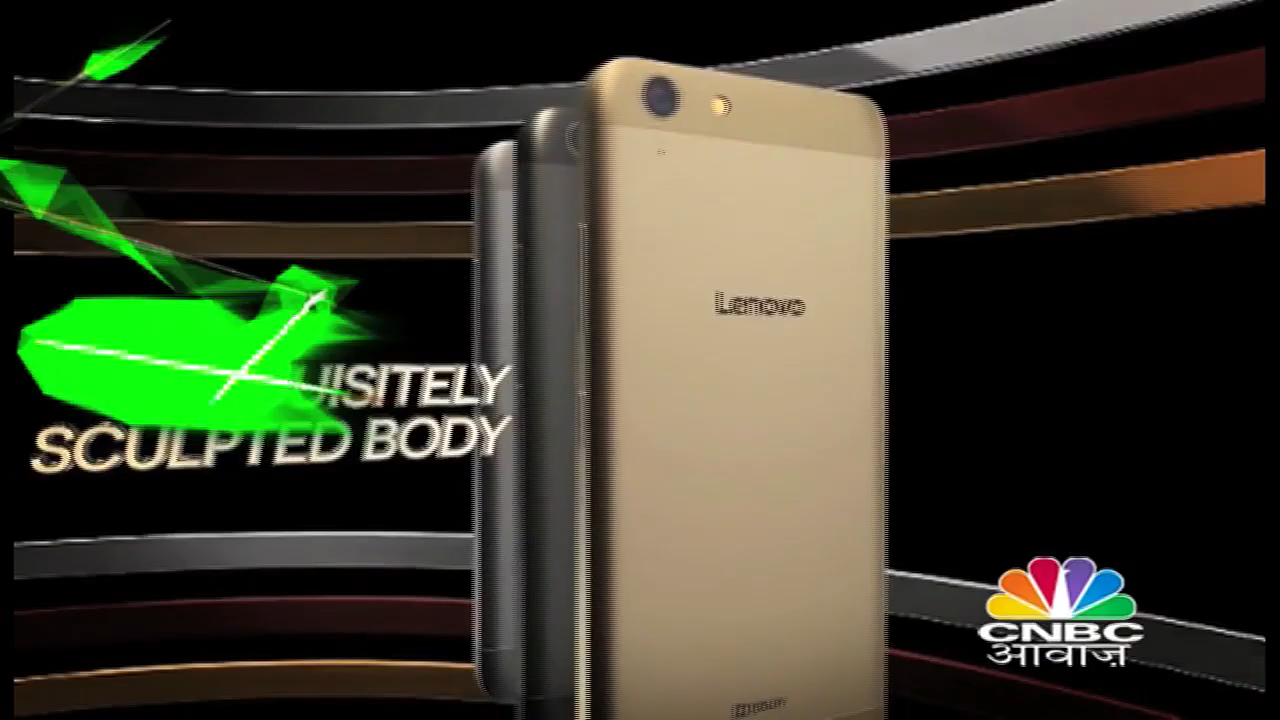 Lenovo
UISITELY
SCULPTED BODY
CNBC
आवाज़